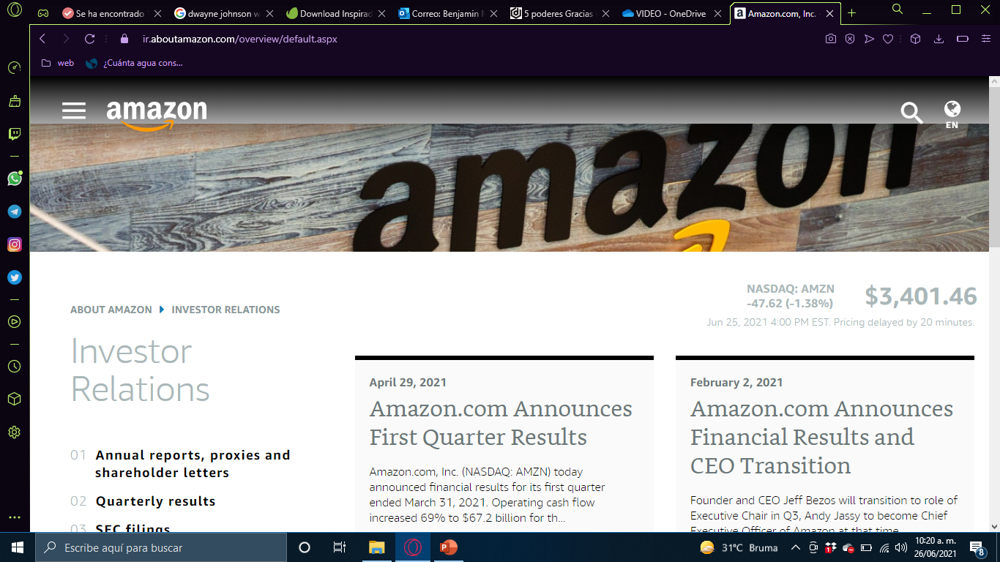 Se ha encontrado
dwayne johnson w
Download Inspirad
Correo: Benjamin M
5 poderes Gracias
VIDEO - OneDrive
Amazon.com, Inc. -
ir.aboutamazon.com/overview/default.aspx
web
¿Cuánta agua cons...
amazon
EN
amazon
NASDAQ: AMZN
-47.62 (-1.38%)
$3,401.46
Jun 25, 2021 4:00 PM EST. Pricing delayed by 20 minutes.
ABOUT AMAZON
INVESTOR RELATIONS
Investor
Relations
01 Annual reports, proxies and
shareholder letters
02 Quarterly results
03 SEC filings
April 29, 2021
Amazon.com Announces
First Quarter Results
Amazon.com, Inc. (NASDAQ: AMZN) today
announced financial results for its first quarter
ended March 31, 2021. Operating cash flow
increased 69% to $67.2 billion for th...
February 2, 2021
Amazon.com Announces
Financial Results and
CEO Transition
Founder and CEO Jeff Bezos will transition to role of
Executive Chair in Q3, Andy Jassy to become Chief
Executive Officer of Amazon at that time
Escribe aquí para buscar
31°C Bruma
10:20 a. m.
26/06/2021
8